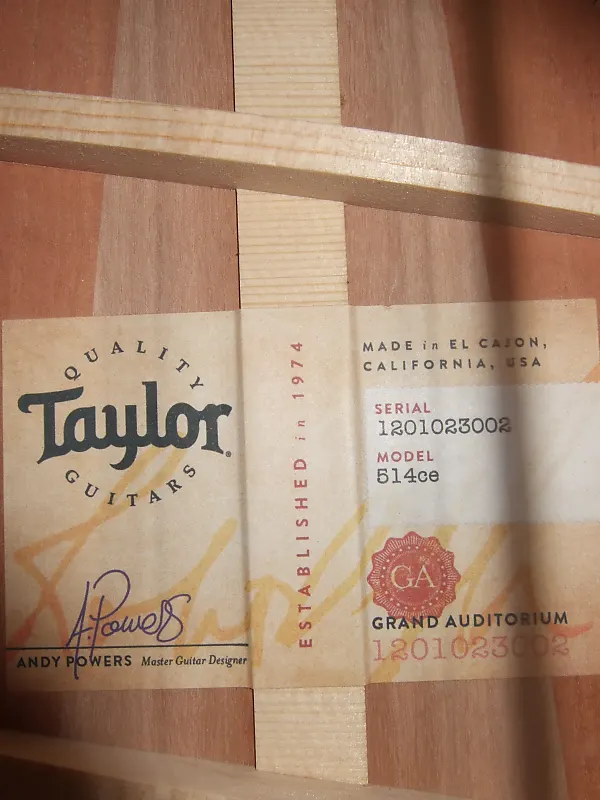 QUALITY
Taylor®
GUITARS
A. Powers
ANDY POWERS Master Guitar Designer
ESTABLISHED in 1974
MADE in EL CAJON,
CALIFORNIA, USA
SERIAL
1201023002
MODEL
514ce
GA
GRAND AUDITORIUM
1201023002